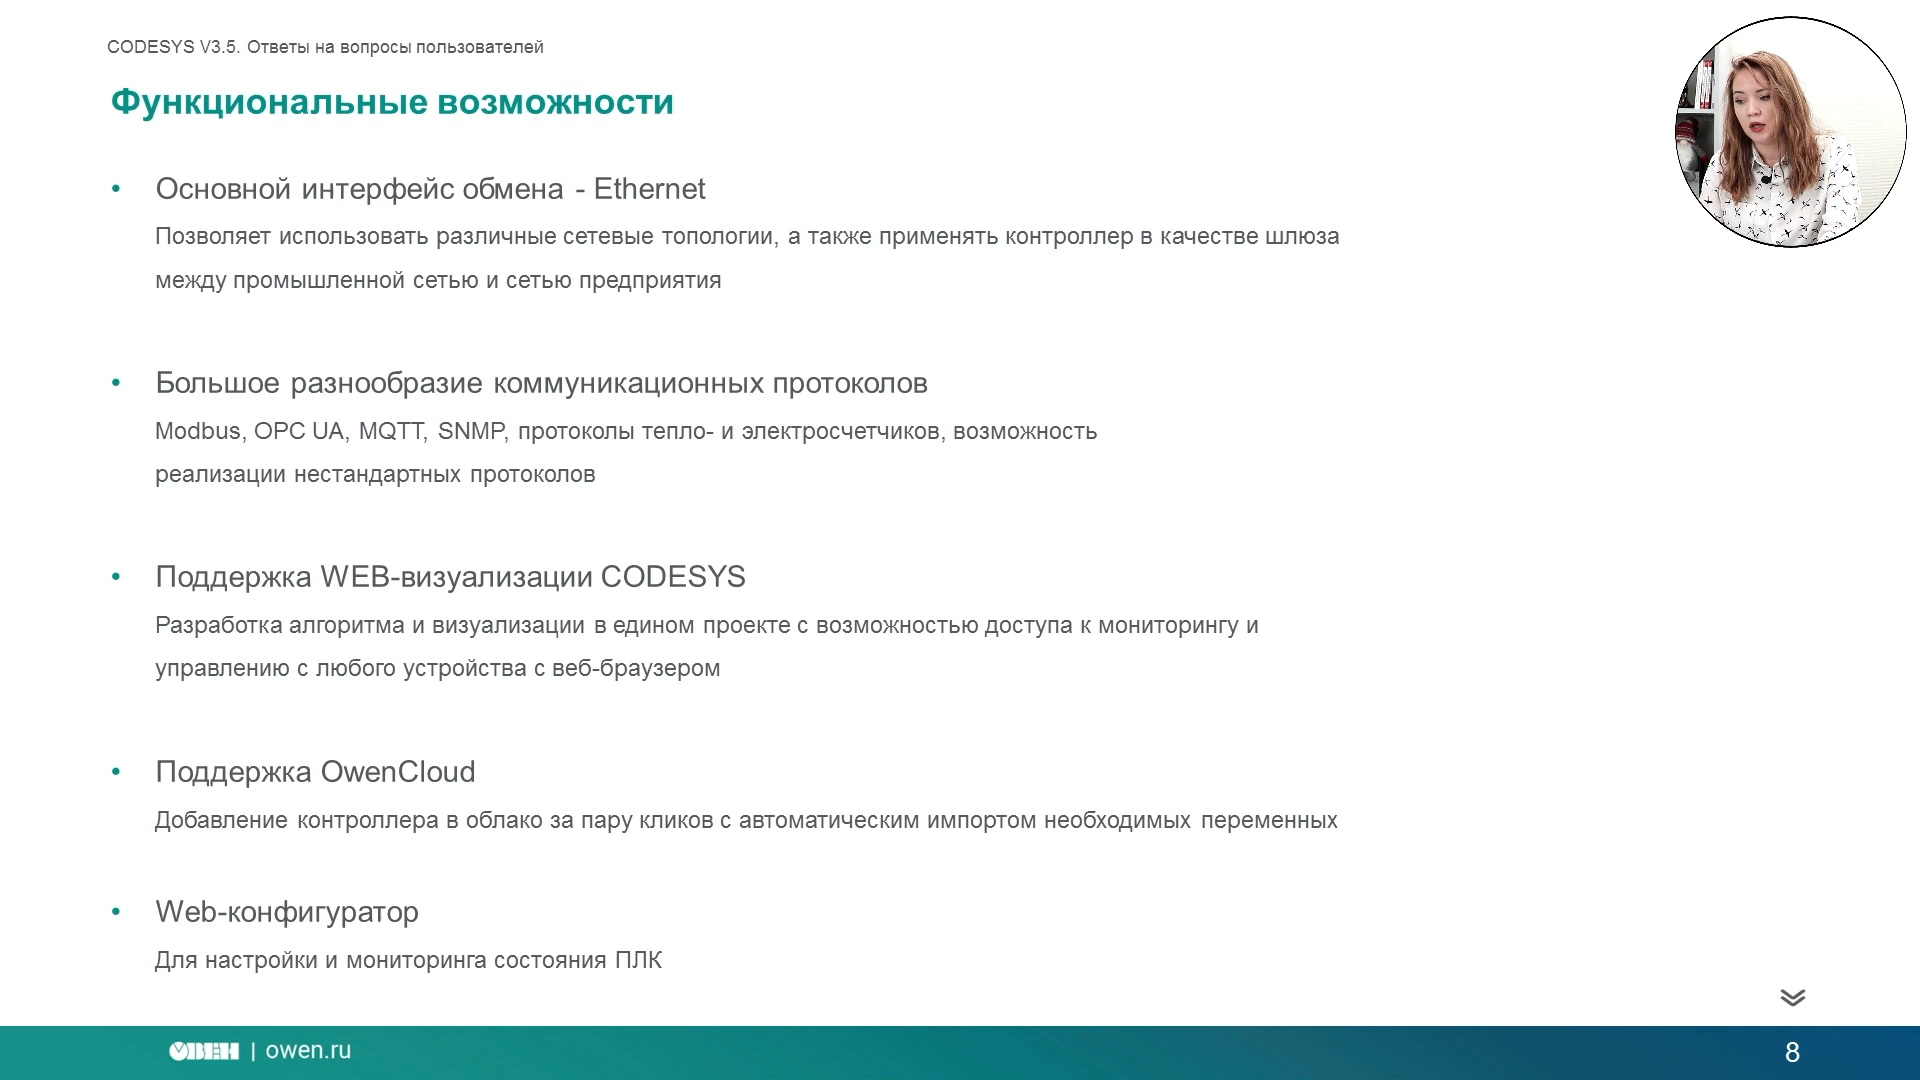 CODESYS V3.5. Ответы на вопросы пользователей
Функциональные возможности
• Основной интерфейс обмена - Ethernet
Позволяет использовать различные сетевые топологии, а также применять контроллер в качестве шлюза
между промышленной сетью и сетью предприятия
• Большое разнообразие коммуникационных протоколов
Modbus, OPC UA, MQTT, SNMP, протоколы тепло- и электросчетчиков, возможность
реализации нестандартных протоколов
• Поддержка WEB-визуализации CODESYS
Разработка алгоритма и визуализации в едином проекте с возможностью доступа к мониторингу и
управлению с любого устройства с веб-браузером
• Поддержка OwenCloud
Добавление контроллера в облако за пару кликов с автоматическим импортом необходимых переменных
• Web-конфигуратор
Для настройки и мониторинга состояния ПЛК
ОВЕН | owen.ru
8